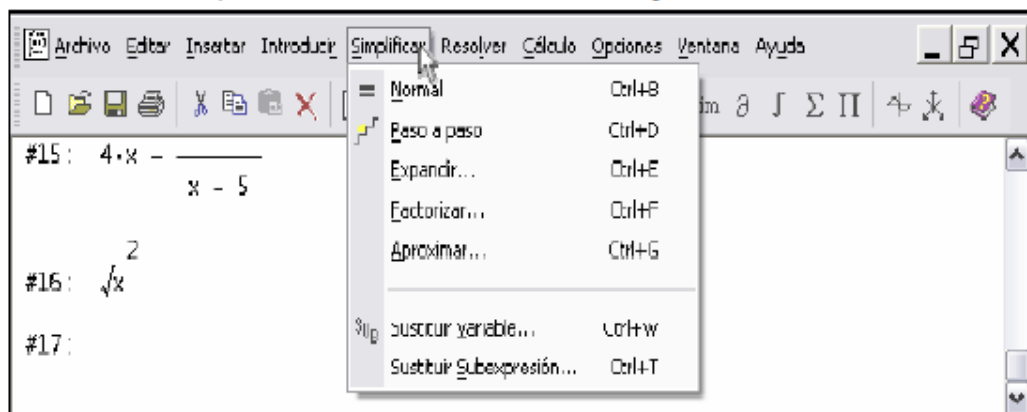 Archivo Editar Insertar Introducir Simplificar Resolver Cálculo Opciones Ventana Ayuda
Normal Ctrl+B
Paso a paso Ctrl+D
Expandir... Ctrl+E
Factorizar... Ctrl+F
Aproximar... Ctrl+G
SUB Sustituir Variable... Ctrl+W
Sustituir Subexpresión... Ctrl+T
∂ ∫ Σ Π
#15: 4·x - ———
x - 5
2
#16: √x
#17: